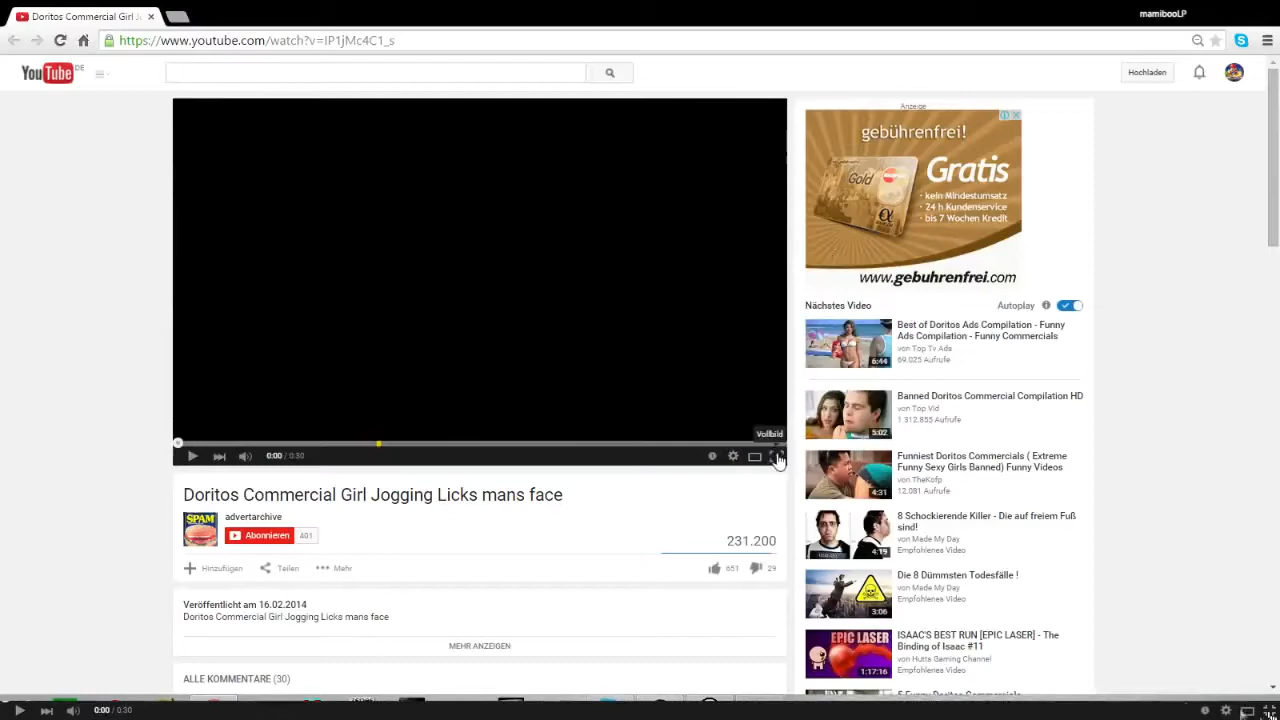 Doritos Commercial Girl J
mamibooLP
https://www.youtube.com/watch?v=IP1jMc4C1_s
YouTube DE
Hochladen
Anzeige
gebührenfrei!
Gold
Gratis
· kein Mindestumsatz
· 24 h Kundenservice
· bis 7 Wochen Kredit
www.gebuhrenfrei.com
Nächstes Video
Autoplay
Best of Doritos Ads Compilation - Funny
Ads Compilation - Funny Commercials
von Top Tv Ads
69.025 Aufrufe
6:44
Banned Doritos Commercial Compilation HD
von Top Vid
1 312.855 Aufrufe
5:02
Vollbild
0:00 / 0:30
Funniest Doritos Commercials ( Extreme
Funny Sexy Girls Banned) Funny Videos
von TheKofp
12.081 Aufrufe
4:31
Doritos Commercial Girl Jogging Licks mans face
SPAM
advertarchive
Abonnieren 401
231.200
8 Schockierende Killer - Die auf freiem Fuß
sind!
von Made My Day
Empfohlenes Video
4:19
Hinzufügen
Teilen
Mehr
651
29
Die 8 Dümmsten Todesfälle !
von Made My Day
Empfohlenes Video
3:06
Veröffentlicht am 16.02.2014
Doritos Commercial Girl Jogging Licks mans face
MEHR ANZEIGEN
EPIC LASER
ISAAC'S BEST RUN [EPIC LASER] - The
Binding of Isaac #11
von Hutts Gaming Channel
Empfohlenes Video
1:17:16
ALLE KOMMENTARE (30)
5 Funny Doritos Commercials
0:00 / 0:30